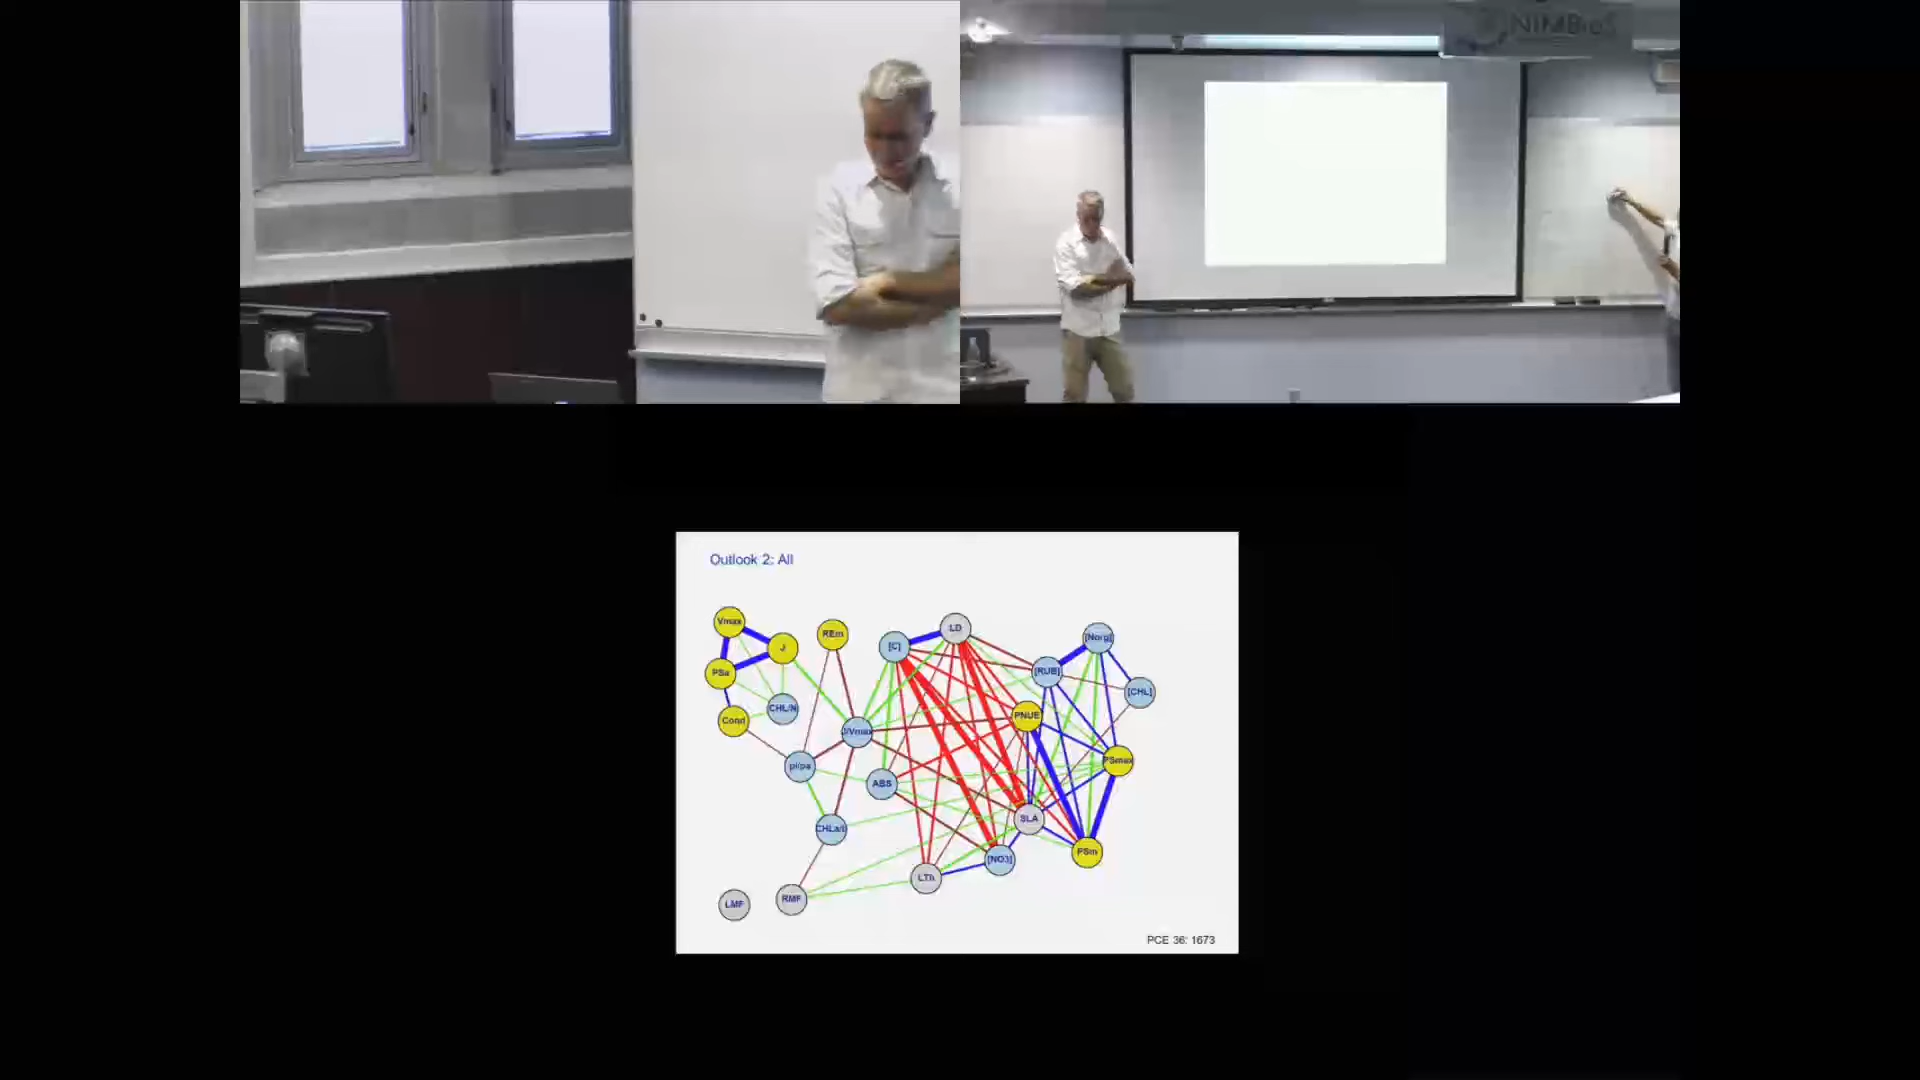 NIMBioS
Outlook 2: All
Vmax
REm
LD
J
[C]
[Norg]
PSa
[RUB]
[CHL]
CHL/N
Cond
PNUE
J/Vmax
pi/pa
PSmax
ABS
CHLa/b
SLA
PSm
[NO3]
LTh
LMF
RMF
PCE 36: 1673